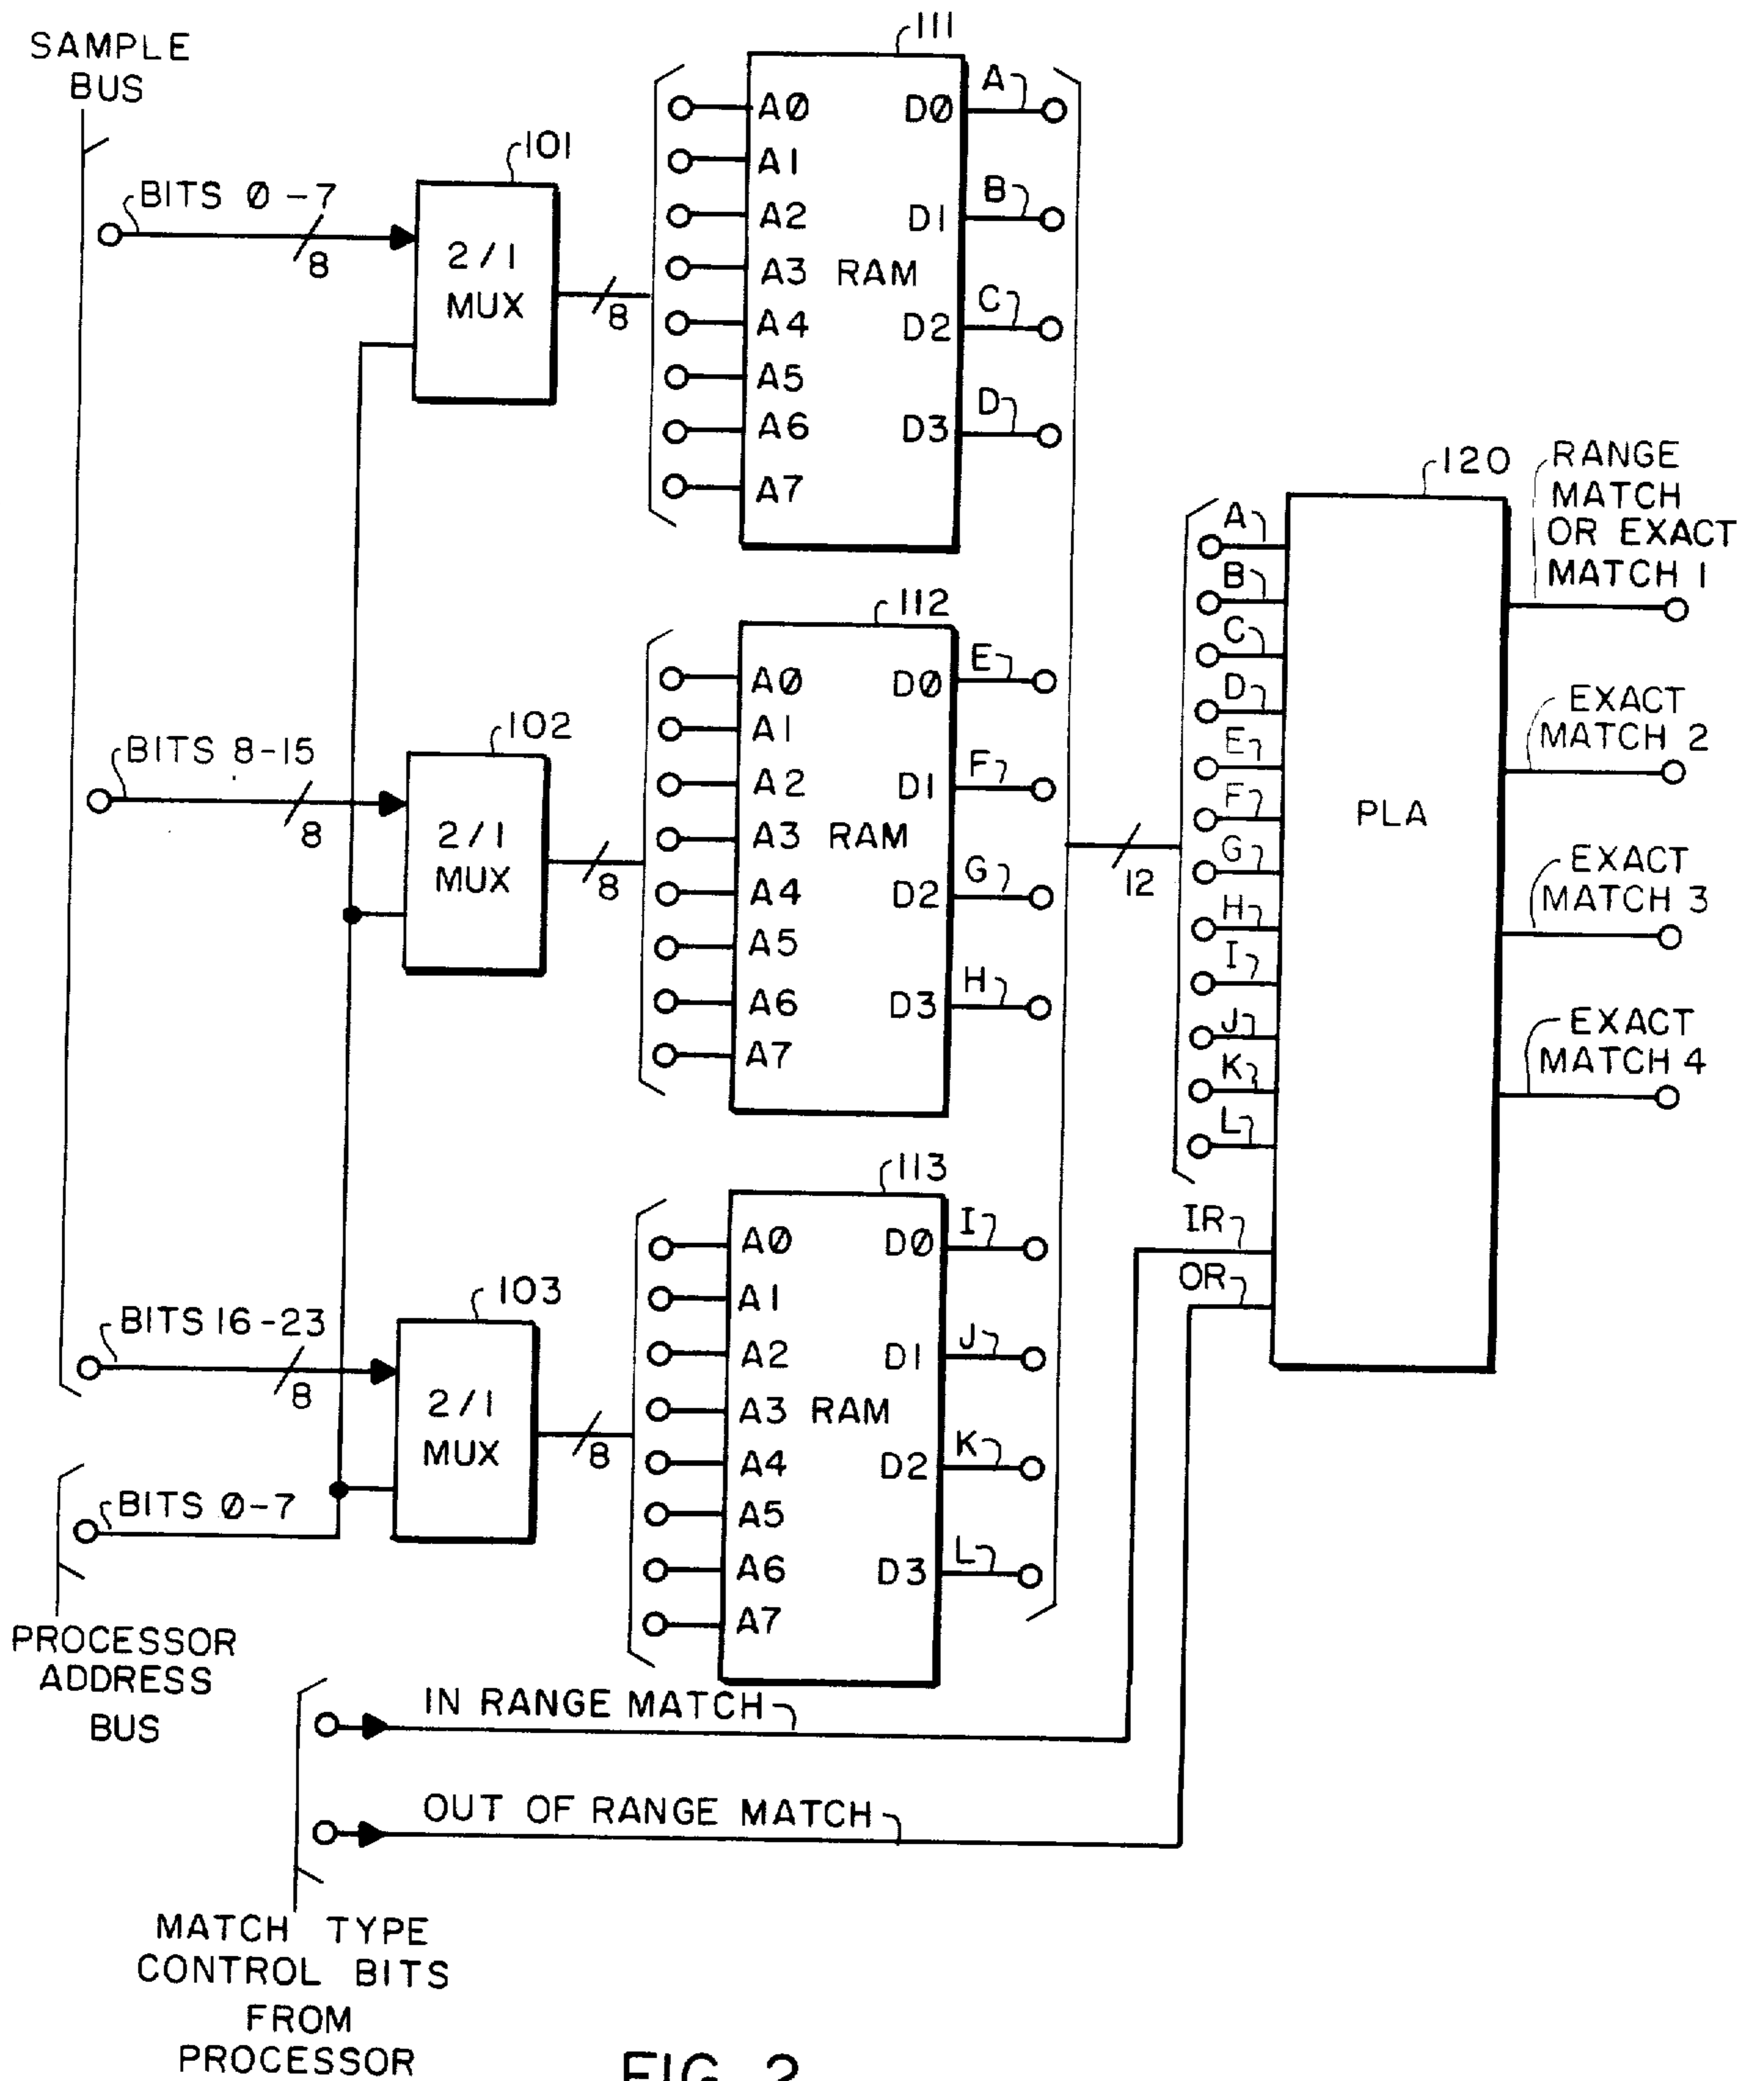 SAMPLE
BUS
BITS 0-7
8
101
2/1
MUX
8
111
A0
A1
A2
A3
A4
A5
A6
A7
RAM
D0
D1
D2
D3
A
B
C
D
BITS 8-15
8
102
2/1
MUX
8
112
A0
A1
A2
A3
A4
A5
A6
A7
RAM
D0
D1
D2
D3
E
F
G
H
BITS 16-23
8
103
2/1
MUX
8
113
A0
A1
A2
A3
A4
A5
A6
A7
RAM
D0
D1
D2
D3
I
J
K
L
BITS 0-7
PROCESSOR
ADDRESS
BUS
12
A
B
C
D
E
F
G
H
I
J
K
L
IR
OR
120
PLA
RANGE
MATCH
OR EXACT
MATCH 1
EXACT
MATCH 2
EXACT
MATCH 3
EXACT
MATCH 4
IN RANGE MATCH
OUT OF RANGE MATCH
MATCH TYPE
CONTROL BITS
FROM
PROCESSOR
FIG 2